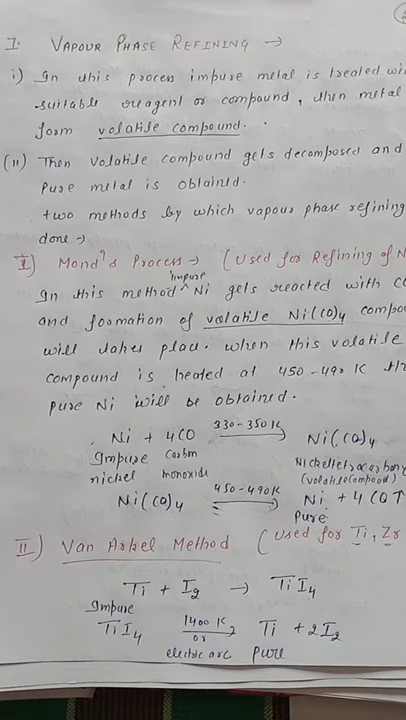 I. VAPOUR PHASE REFINING →
i) In this process impure metal is treated wi
suitable reagent or compound, then metal
form volatile compound.
(ii) Then volatile compound gets decomposed and
pure metal is obtained.
two methods by which vapour phase refining
done →
I) Mond's Process → (Used for Refining of N
impure
In this method ^ Ni gets reacted with C
and formation of volatile Ni(CO)4 compo
will takes place. when this volatile
compound is heated at 450-490 K th
pure Ni will be obtained.
Ni + 4CO 330-350 K → Ni(CO)4
Impure nickel Carbon monoxide Nickeltetracarbony (volatile compound)
Ni(CO)4 450-490K Ni + 4CO↑
Pure
II) Van Arkel Method (Used for Ti, Zr
Ti + I2 → TiI4
Impure
TiI4 1400 K Ti + 2I2
or
electric arc pure